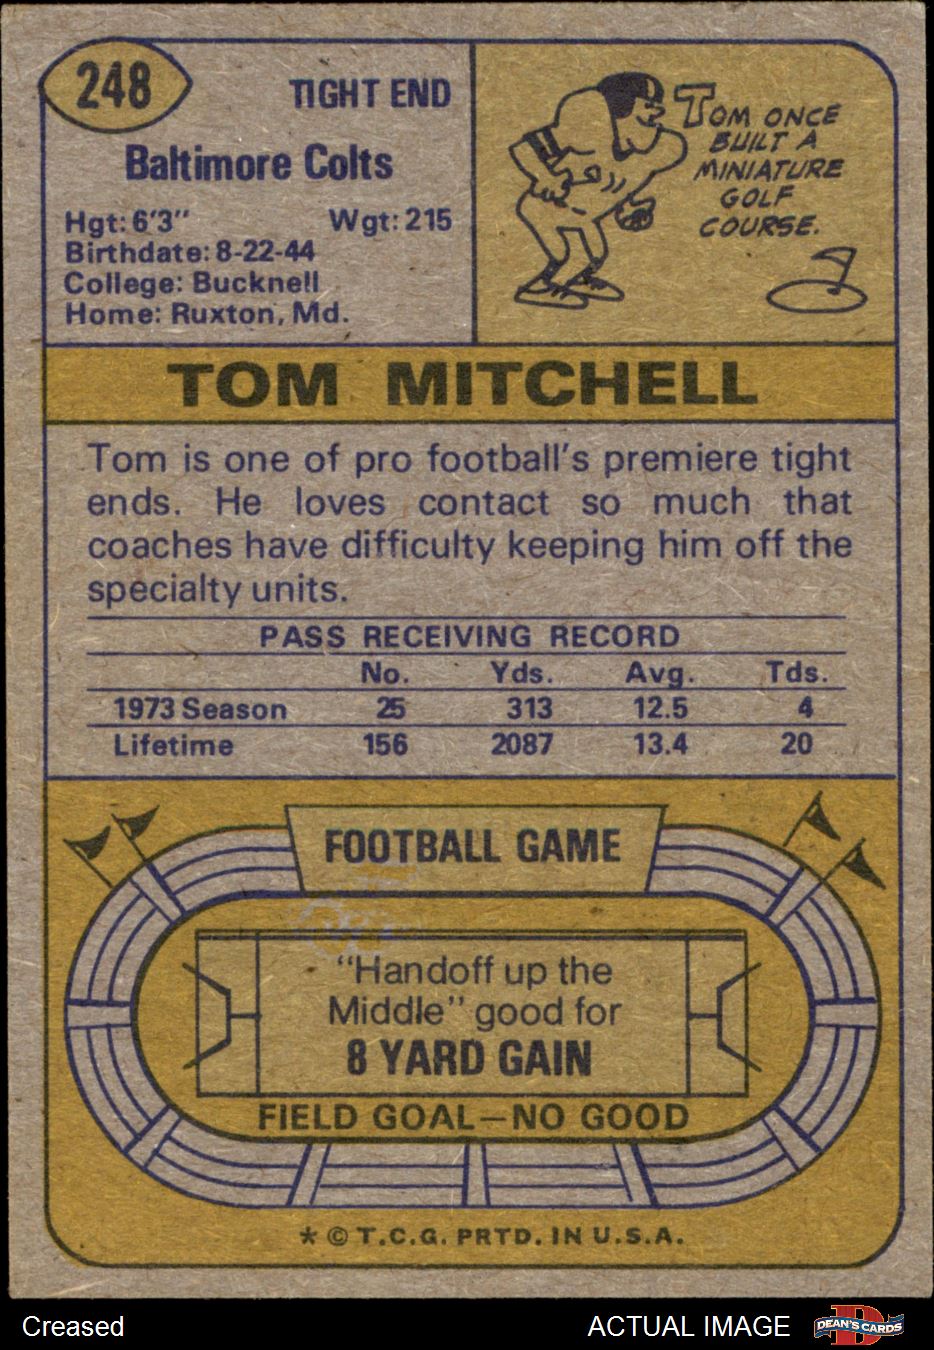 248
TIGHT END
Baltimore Colts
Hgt: 6'3" Wgt: 215
Birthdate: 8-22-44
College: Bucknell
Home: Ruxton, Md.
TOM ONCE
BUILT A
MINIATURE
GOLF
COURSE.
TOM MITCHELL
Tom is one of pro football's premiere tight
ends. He loves contact so much that
coaches have difficulty keeping him off the
specialty units.
PASS RECEIVING RECORD
No. Yds. Avg. Tds.
1973 Season 25 313 12.5 4
Lifetime 156 2087 13.4 20
FOOTBALL GAME
"Handoff up the
Middle" good for
8 YARD GAIN
FIELD GOAL—NO GOOD
* © T.C.G. PRTD. IN U.S.A.
Creased ACTUAL IMAGE D DEAN'S CARDS